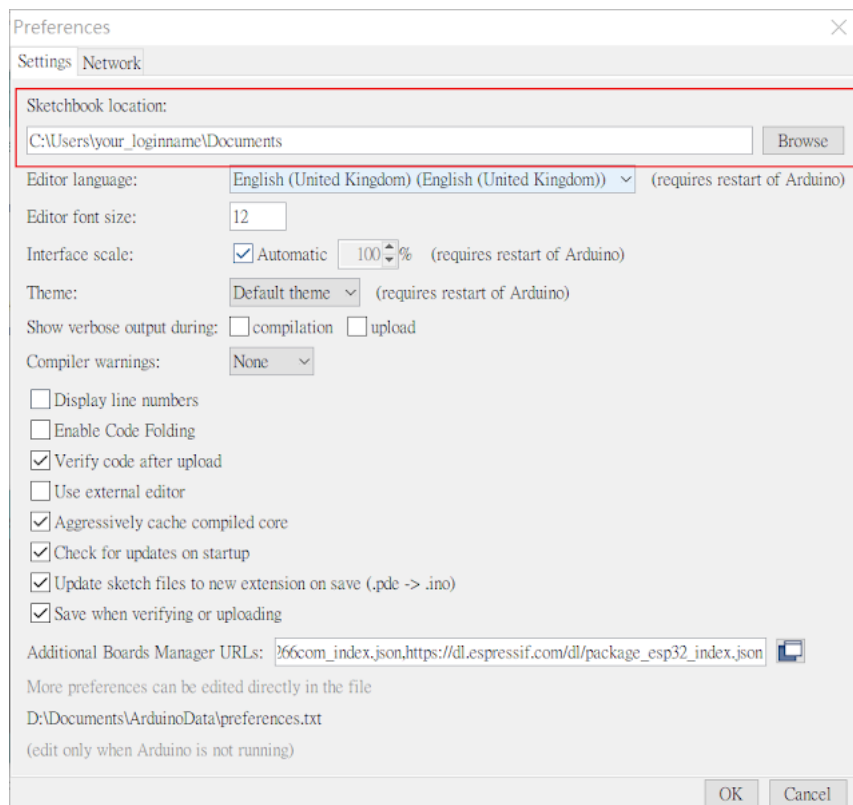 Preferences
Settings Network
Sketchbook location:
C:\Users\your_loginname\Documents Browse
Editor language: English (United Kingdom) (English (United Kingdom)) (requires restart of Arduino)
Editor font size: 12
Interface scale: Automatic 100 % (requires restart of Arduino)
Theme: Default theme (requires restart of Arduino)
Show verbose output during: compilation upload
Compiler warnings: None
Display line numbers
Enable Code Folding
Verify code after upload
Use external editor
Aggressively cache compiled core
Check for updates on startup
Update sketch files to new extension on save (.pde -> .ino)
Save when verifying or uploading
Additional Boards Manager URLs: 266com_index.json,https://dl.espressif.com/dl/package_esp32_index.json
More preferences can be edited directly in the file
D:\Documents\ArduinoData\preferences.txt
(edit only when Arduino is not running)
OK Cancel